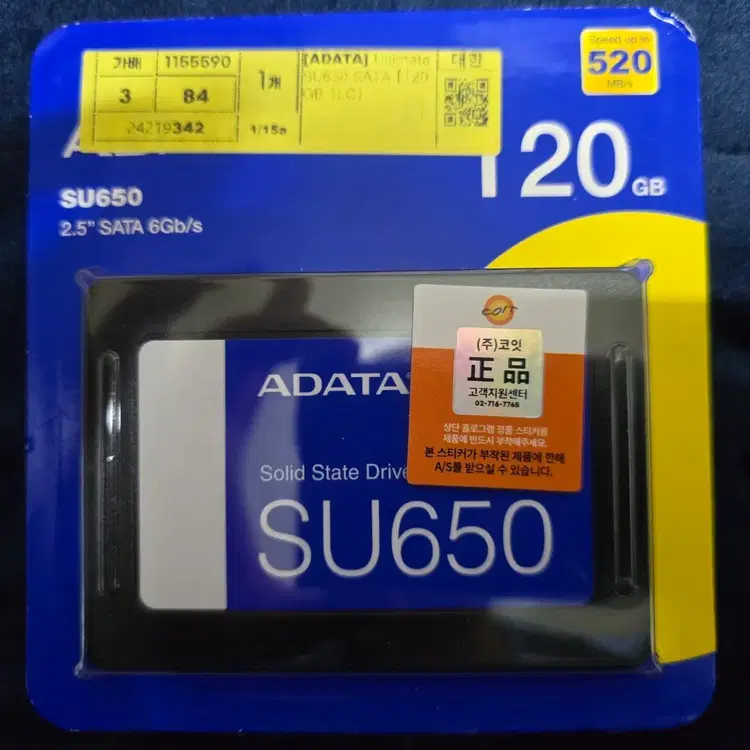 가배 1155590 1개 [ADATA] Ultimate 대한
3 84 SU650 SATA [120
GB TLC]
24219342 1/15a
Speed up to
520
MB/s
120GB
SU650
2.5" SATA 6Gb/s
ADATA
Solid State Drive
SU650
COIT
(주)코잇
正品
고객지원센터
02-716-7765
상단 홀로그램 정품 스티커를
제품에 반드시 부착해주세요.
본 스티커가 부착된 제품에 한해
A/S를 받으실 수 있습니다.